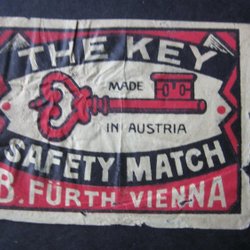 THE KEY
MADE
IN AUSTRIA
SAFETY MATCH
B. FÜRTH VIENNA